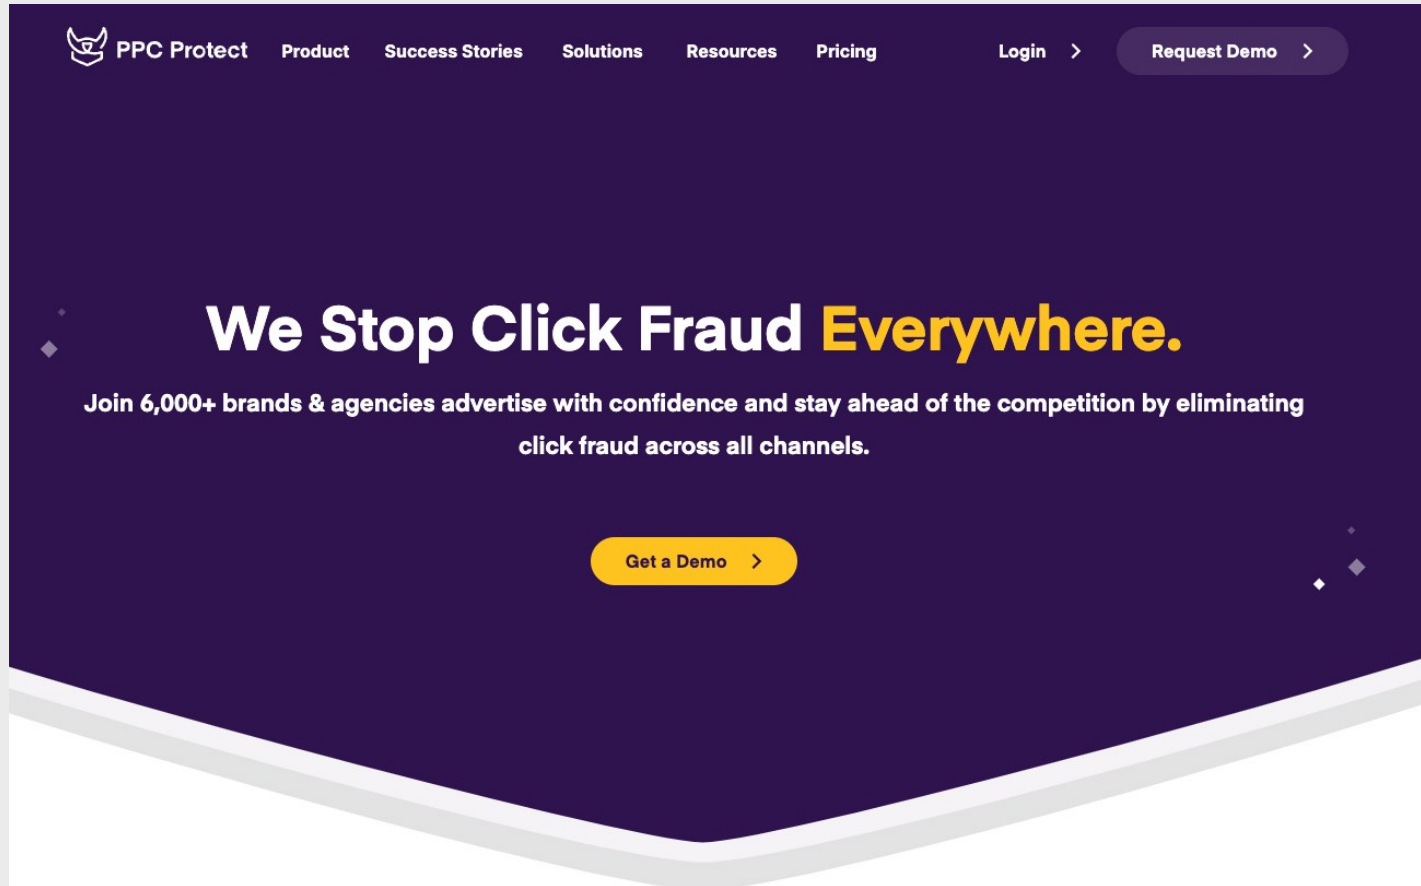 PPC Protect Product Success Stories Solutions Resources Pricing Login Request Demo
We Stop Click Fraud Everywhere.
Join 6,000+ brands & agencies advertise with confidence and stay ahead of the competition by eliminating
click fraud across all channels.
Get a Demo